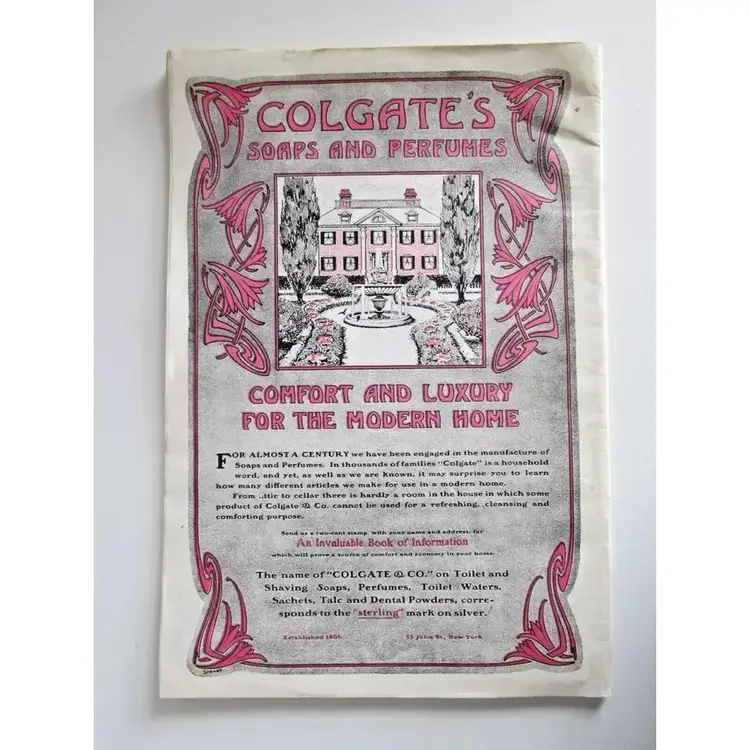 COLGATE'S
SOAPS AND PERFUMES
COMFORT AND LUXURY
FOR THE MODERN HOME
FOR ALMOST A CENTURY we have been engaged in the manufacture of
Soaps and Perfumes. In thousands of families "Colgate" is a household
word, and yet, as well as we are known, it may surprise you to learn
how many different articles we make for use in a modern home.
From attic to cellar there is hardly a room in the house in which some
product of Colgate & Co. cannot be used for a refreshing, cleansing and
comforting purpose.
Send us a two-cent stamp, with your name and address, for
An Invaluable Book of Information
which will prove a source of comfort and economy in your home.
The name of "COLGATE & CO." on Toilet and
Shaving Soaps, Perfumes, Toilet Waters,
Sachets, Talc and Dental Powders, corre-
sponds to the "sterling" mark on silver.
Established 1806.
55 John St., New York